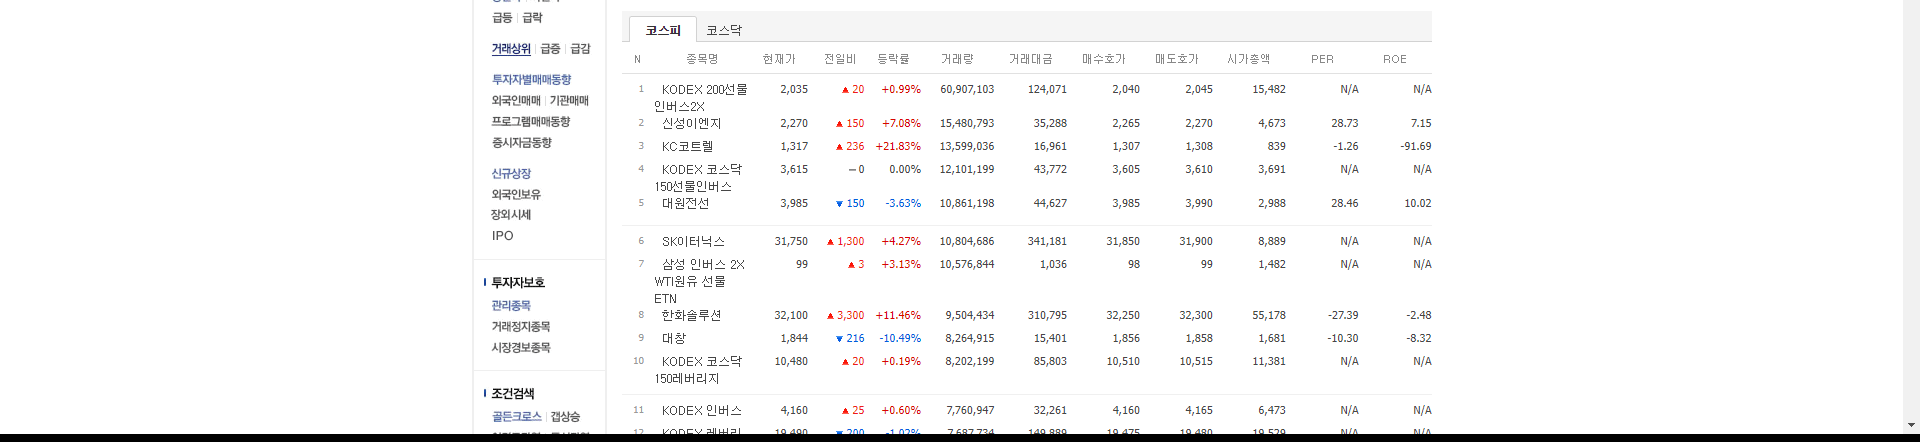 급등 급락
거래상위 급증 급감
투자자별매매동향
외국인매매 기관매매
프로그램매매동향
증시자금동향
신규상장
외국인보유
장외시세
IPO
투자자보호
관리종목
거래정지종목
시장경보종목
조건검색
골든크로스 갭상승
코스피 코스닥
N 종목명 현재가 전일비 등락률 거래량 거래대금 매수호가 매도호가 시가총액 PER ROE
1 KODEX 200선물 2,035 ▲ 20 +0.99% 60,907,103 124,071 2,040 2,045 15,482 N/A N/A
인버스2X
2 신성이엔지 2,270 ▲ 150 +7.08% 15,480,793 35,288 2,265 2,270 4,673 28.73 7.15
3 KC코트렐 1,317 ▲ 236 +21.83% 13,599,036 16,961 1,307 1,308 839 -1.26 -91.69
4 KODEX 코스닥 3,615 – 0 0.00% 12,101,199 43,772 3,605 3,610 3,691 N/A N/A
150선물인버스
5 대원전선 3,985 ▼ 150 -3.63% 10,861,198 44,627 3,985 3,990 2,988 28.46 10.02
6 SK이터닉스 31,750 ▲ 1,300 +4.27% 10,804,686 341,181 31,850 31,900 8,889 N/A N/A
7 삼성 인버스 2X 99 ▲ 3 +3.13% 10,576,844 1,036 98 99 1,482 N/A N/A
WTI원유 선물
ETN
8 한화솔루션 32,100 ▲ 3,300 +11.46% 9,504,434 310,795 32,250 32,300 55,178 -27.39 -2.48
9 대창 1,844 ▼ 216 -10.49% 8,264,915 15,401 1,856 1,858 1,681 -10.30 -8.32
10 KODEX 코스닥 10,480 ▲ 20 +0.19% 8,202,199 85,803 10,510 10,515 11,381 N/A N/A
150레버리지
11 KODEX 인버스 4,160 ▲ 25 +0.60% 7,760,947 32,261 4,160 4,165 6,473 N/A N/A
12 KODEX 레버리 19,490 ▼ 200 -1.02% 7,687,734 149,889 19,475 19,480 19,529 N/A N/A